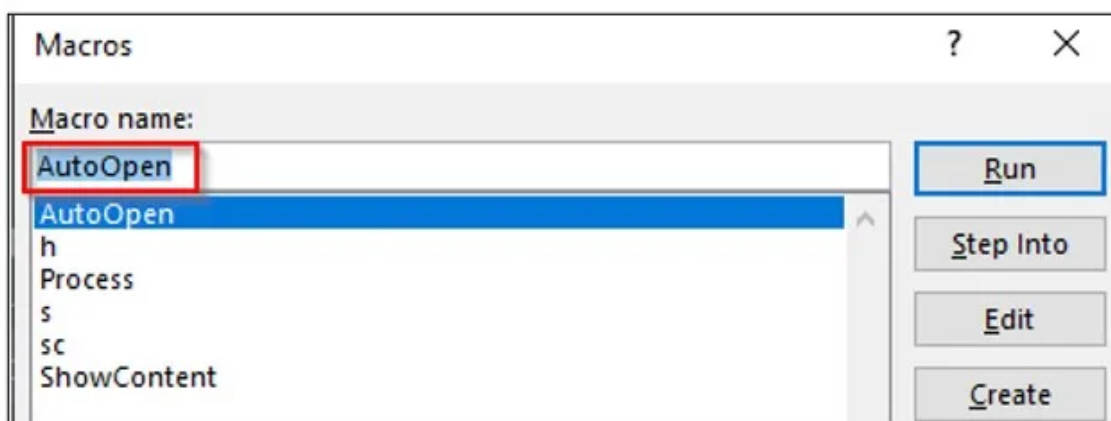 Macros ? X
Macro name:
AutoOpen
Run
AutoOpen
h
Step Into
Process
s
Edit
sc
ShowContent
Create